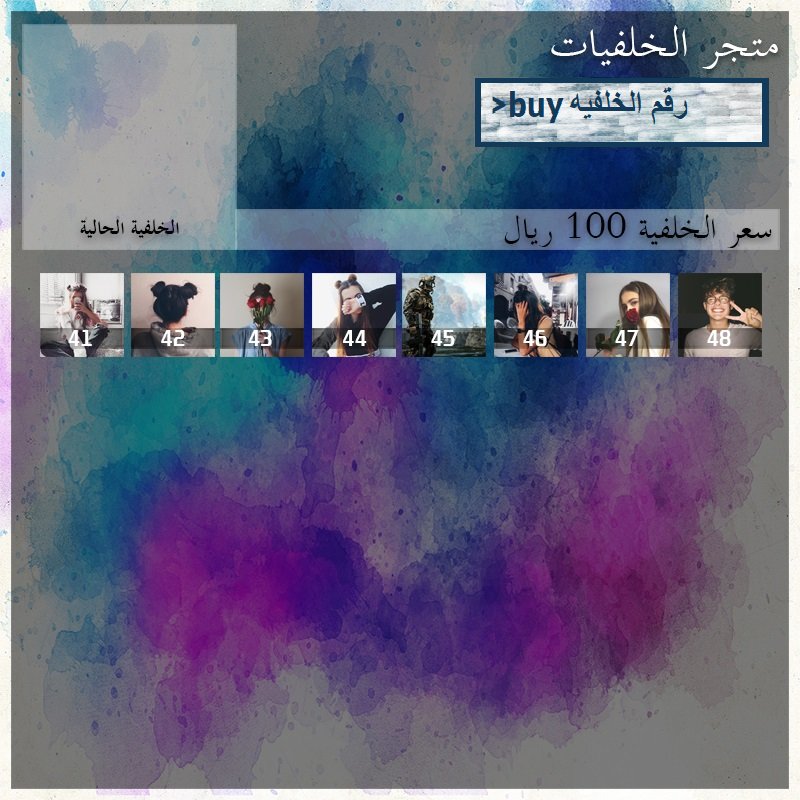 متجر الخلفيات
>buy رقم الخلفيه
سعر الخلفية 100 ريال
الخلفية الحالية
41 42 43 44 45 46 47 48